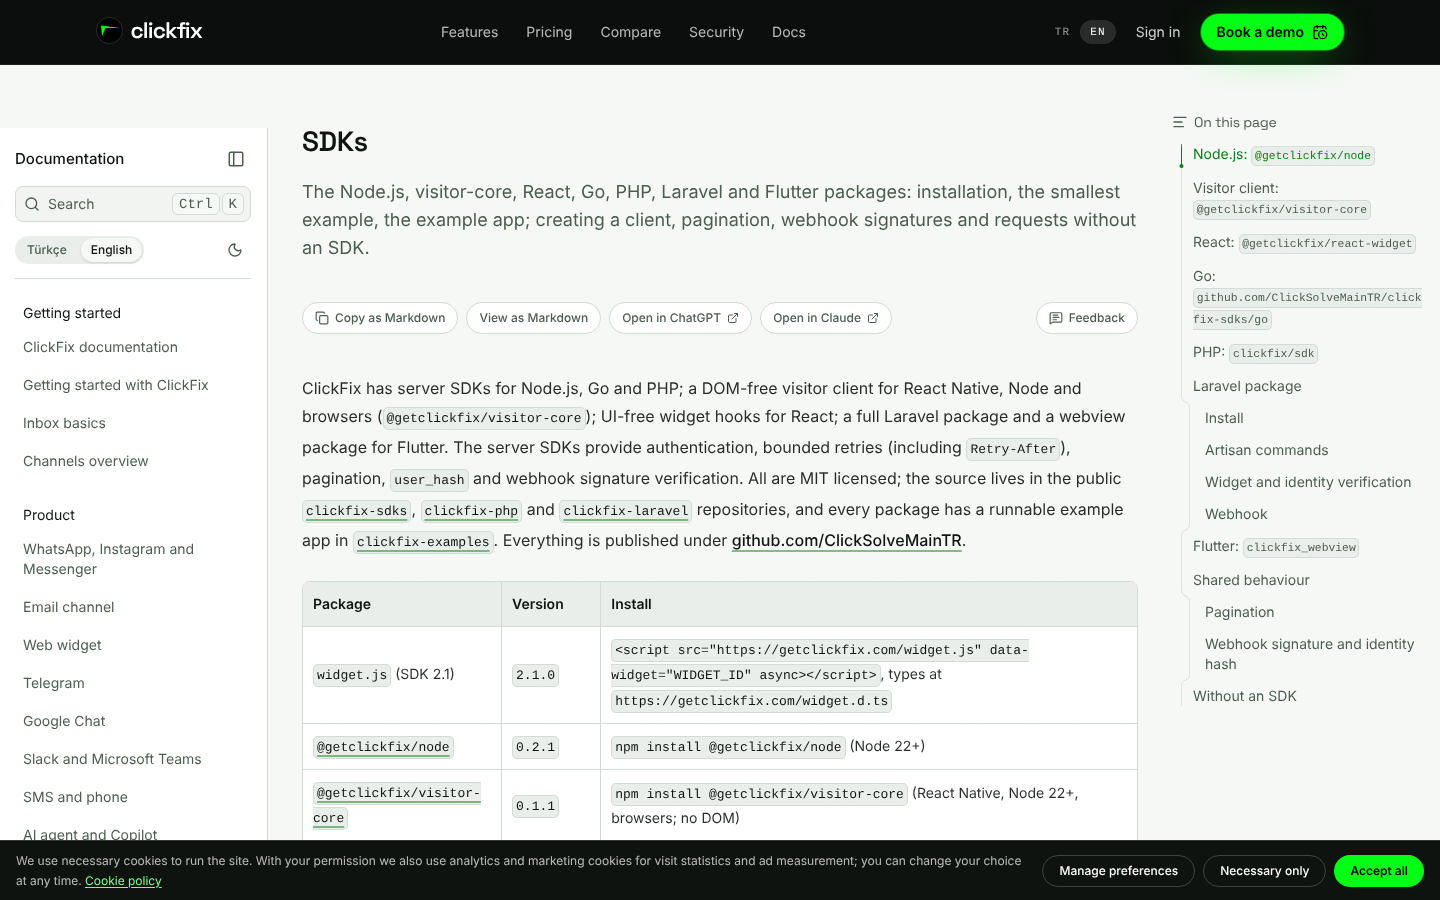 clickfix
Features
Pricing
Compare
Security
Docs
TR
EN
Sign in
Book a demo
Documentation
Search
Ctrl
K
Türkçe
English
Getting started
ClickFix documentation
Getting started with ClickFix
Inbox basics
Channels overview
Product
WhatsApp, Instagram and
Messenger
Email channel
Web widget
Telegram
Google Chat
Slack and Microsoft Teams
SMS and phone
AI agent and Copilot
SDKs
The Node.js, visitor-core, React, Go, PHP, Laravel and Flutter packages: installation, the smallest
example, the example app; creating a client, pagination, webhook signatures and requests without
an SDK.
Copy as Markdown
View as Markdown
Open in ChatGPT
Open in Claude
Feedback
ClickFix has server SDKs for Node.js, Go and PHP; a DOM-free visitor client for React Native, Node and
browsers (@getclickfix/visitor-core); UI-free widget hooks for React; a full Laravel package and a webview
package for Flutter. The server SDKs provide authentication, bounded retries (including Retry-After),
pagination, user_hash and webhook signature verification. All are MIT licensed; the source lives in the public
clickfix-sdks, clickfix-php and clickfix-laravel repositories, and every package has a runnable example
app in clickfix-examples. Everything is published under github.com/ClickSolveMainTR.
Package
Version
Install
widget.js (SDK 2.1)
2.1.0
<script src="https://getclickfix.com/widget.js" data-
widget="WIDGET_ID" async></script>, types at
https://getclickfix.com/widget.d.ts
@getclickfix/node
0.2.1
npm install @getclickfix/node (Node 22+)
@getclickfix/visitor-
core
0.1.1
npm install @getclickfix/visitor-core (React Native, Node 22+,
browsers; no DOM)
On this page
Node.js: @getclickfix/node
Visitor client:
@getclickfix/visitor-core
React: @getclickfix/react-widget
Go:
github.com/ClickSolveMainTR/click
fix-sdks/go
PHP: clickfix/sdk
Laravel package
Install
Artisan commands
Widget and identity verification
Webhook
Flutter: clickfix_webview
Shared behaviour
Pagination
Webhook signature and identity
hash
Without an SDK
We use necessary cookies to run the site. With your permission we also use analytics and marketing cookies for visit statistics and ad measurement; you can change your choice
at any time. Cookie policy
Manage preferences
Necessary only
Accept all